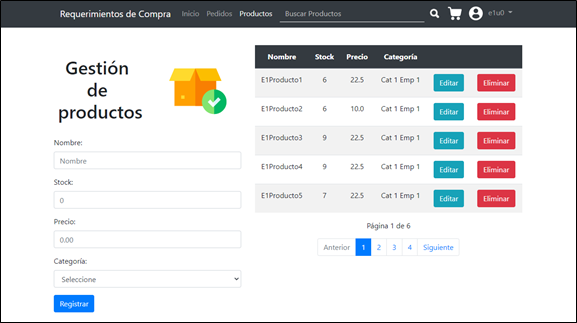 Requerimientos de Compra Inicio Pedidos Productos Buscar Productos e1u0
Gestión
de
productos
Nombre:
Nombre
Stock:
0
Precio:
0.00
Categoría:
Seleccione
Registrar
Nombre Stock Precio Categoría
E1Producto1 6 22.5 Cat 1 Emp 1 Editar Eliminar
E1Producto2 6 10.0 Cat 1 Emp 1 Editar Eliminar
E1Producto3 9 22.5 Cat 1 Emp 1 Editar Eliminar
E1Producto4 9 22.5 Cat 1 Emp 1 Editar Eliminar
E1Producto5 7 22.5 Cat 1 Emp 1 Editar Eliminar
Página 1 de 6
Anterior 1 2 3 4 Siguiente